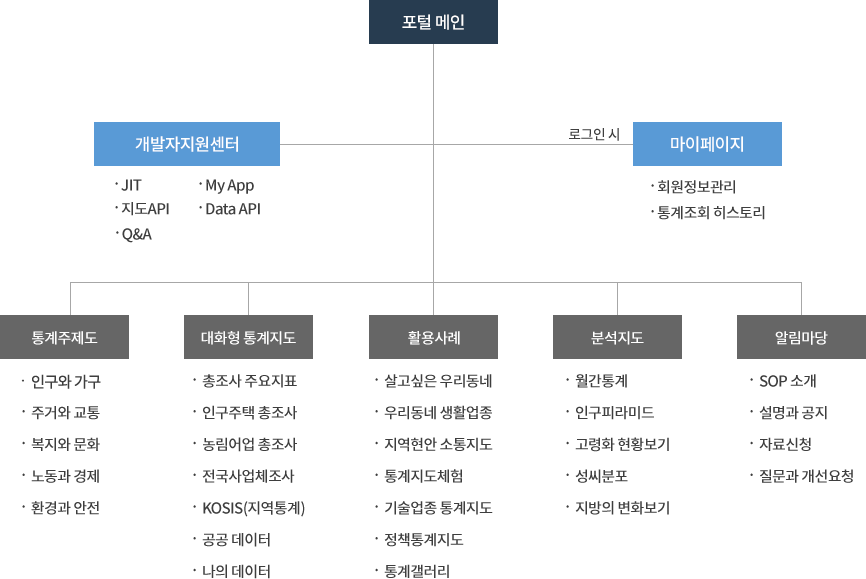 포털 메인
개발자지원센터
로그인 시
마이페이지
· JIT
· My App
· 지도API
· Data API
· Q&A
· 회원정보관리
· 통계조회 히스토리
통계주제도
· 인구와 가구
· 주거와 교통
· 복지와 문화
· 노동과 경제
· 환경과 안전
대화형 통계지도
· 총조사 주요지표
· 인구주택 총조사
· 농림어업 총조사
· 전국사업체조사
· KOSIS(지역통계)
· 공공 데이터
· 나의 데이터
활용사례
· 살고싶은 우리동네
· 우리동네 생활업종
· 지역현안 소통지도
· 통계지도체험
· 기술업종 통계지도
· 정책통계지도
· 통계갤러리
분석지도
· 월간통계
· 인구피라미드
· 고령화 현황보기
· 성씨분포
· 지방의 변화보기
알림마당
· SOP 소개
· 설명과 공지
· 자료신청
· 질문과 개선요청